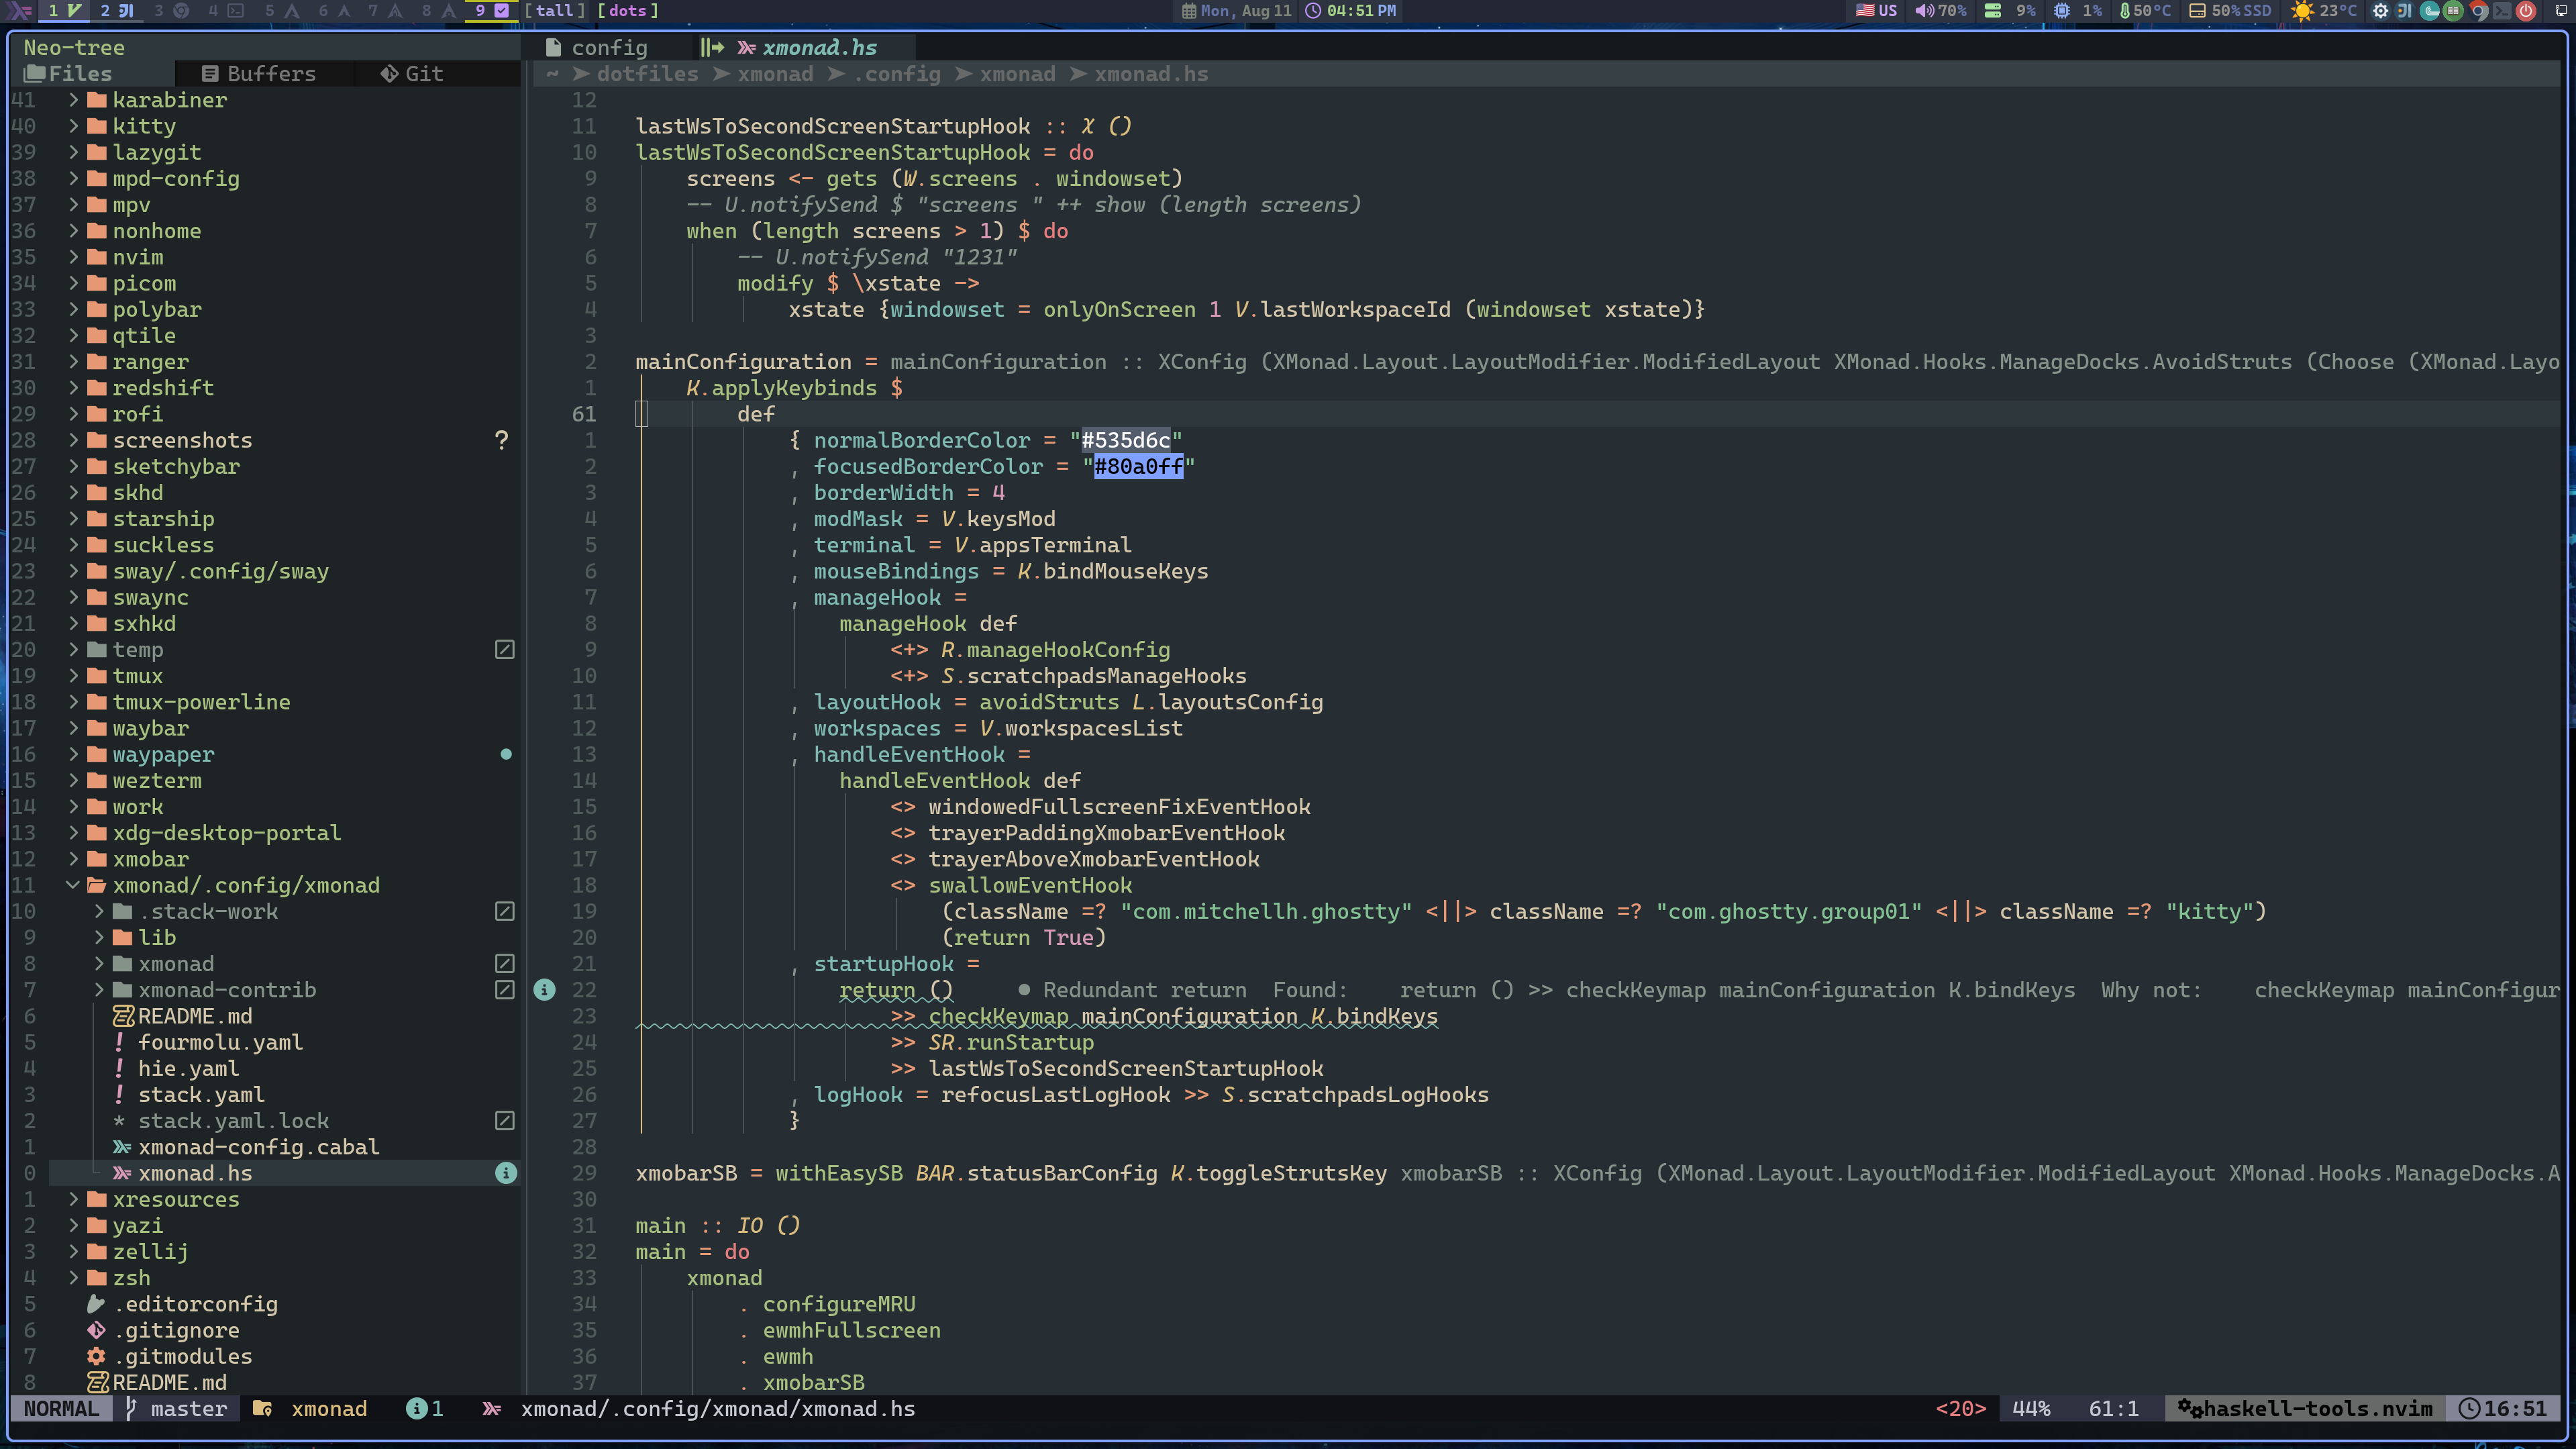 1 2 3 4 5 6 7 8 9 [tall] [dots] Mon, Aug 11 04:51 PM US 70% 9% 1% 50°C 50%SSD 23°C
Neo-tree
Files Buffers Git
41 karabiner
40 kitty
39 lazygit
38 mpd-config
37 mpv
36 nonhome
35 nvim
34 picom
33 polybar
32 qtile
31 ranger
30 redshift
29 rofi
28 screenshots ?
27 sketchybar
26 skhd
25 starship
24 suckless
23 sway/.config/sway
22 swaync
21 sxhkd
20 temp
19 tmux
18 tmux-powerline
17 waybar
16 waypaper
15 wezterm
14 work
13 xdg-desktop-portal
12 xmobar
11 xmonad/.config/xmonad
10 .stack-work
9 lib
8 xmonad
7 xmonad-contrib
6 README.md
5 ! fourmolu.yaml
4 ! hie.yaml
3 ! stack.yaml
2 * stack.yaml.lock
1 xmonad-config.cabal
0 xmonad.hs
1 xresources
2 yazi
3 zellij
4 zsh
5 .editorconfig
6 .gitignore
7 .gitmodules
8 README.md
config xmonad.hs
~ dotfiles xmonad .config xmonad xmonad.hs
12
11 lastWsToSecondScreenStartupHook :: X ()
10 lastWsToSecondScreenStartupHook = do
9 screens <- gets (W.screens . windowset)
8 -- U.notifySend $ "screens " ++ show (length screens)
7 when (length screens > 1) $ do
6 -- U.notifySend "1231"
5 modify $ \xstate ->
4 xstate {windowset = onlyOnScreen 1 V.lastWorkspaceId (windowset xstate)}
3
2 mainConfiguration = mainConfiguration :: XConfig (XMonad.Layout.LayoutModifier.ModifiedLayout XMonad.Hooks.ManageDocks.AvoidStruts (Choose (XMonad.Layo
1 K.applyKeybinds $
61 def
1 { normalBorderColor = "#535d6c"
2 , focusedBorderColor = "#80a0ff"
3 , borderWidth = 4
4 , modMask = V.keysMod
5 , terminal = V.appsTerminal
6 , mouseBindings = K.bindMouseKeys
7 , manageHook =
8 manageHook def
9 <+> R.manageHookConfig
10 <+> S.scratchpadsManageHooks
11 , layoutHook = avoidStruts L.layoutsConfig
12 , workspaces = V.workspacesList
13 , handleEventHook =
14 handleEventHook def
15 <> windowedFullscreenFixEventHook
16 <> trayerPaddingXmobarEventHook
17 <> trayerAboveXmobarEventHook
18 <> swallowEventHook
19 (className =? "com.mitchellh.ghostty" <||> className =? "com.ghostty.group01" <||> className =? "kitty")
20 (return True)
21 , startupHook =
22 return () ● Redundant return Found: return () >> checkKeymap mainConfiguration K.bindKeys Why not: checkKeymap mainConfigur
23 >> checkKeymap mainConfiguration K.bindKeys
24 >> SR.runStartup
25 >> lastWsToSecondScreenStartupHook
26 , logHook = refocusLastLogHook >> S.scratchpadsLogHooks
27 }
28
29 xmobarSB = withEasySB BAR.statusBarConfig K.toggleStrutsKey xmobarSB :: XConfig (XMonad.Layout.LayoutModifier.ModifiedLayout XMonad.Hooks.ManageDocks.A
30
31 main :: IO ()
32 main = do
33 xmonad
34 . configureMRU
35 . ewmhFullscreen
36 . ewmh
37 . xmobarSB
NORMAL master xmonad 1 xmonad/.config/xmonad/xmonad.hs <20> 44% 61:1 haskell-tools.nvim 16:51